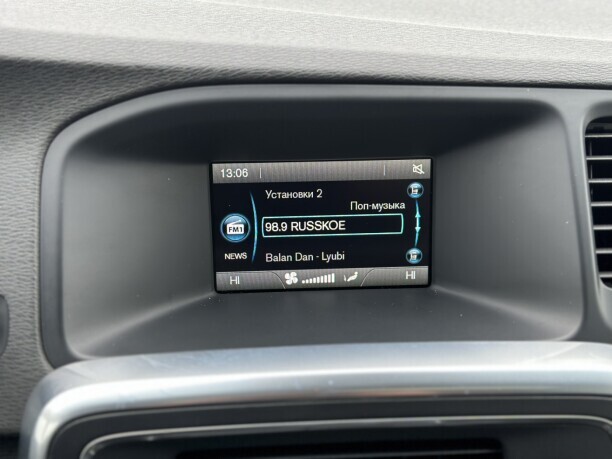 13:06
Установки 2
Поп-музыка
98.9 RUSSKOE
FM1
NEWS
Balan Dan - Lyubi
HI
HI